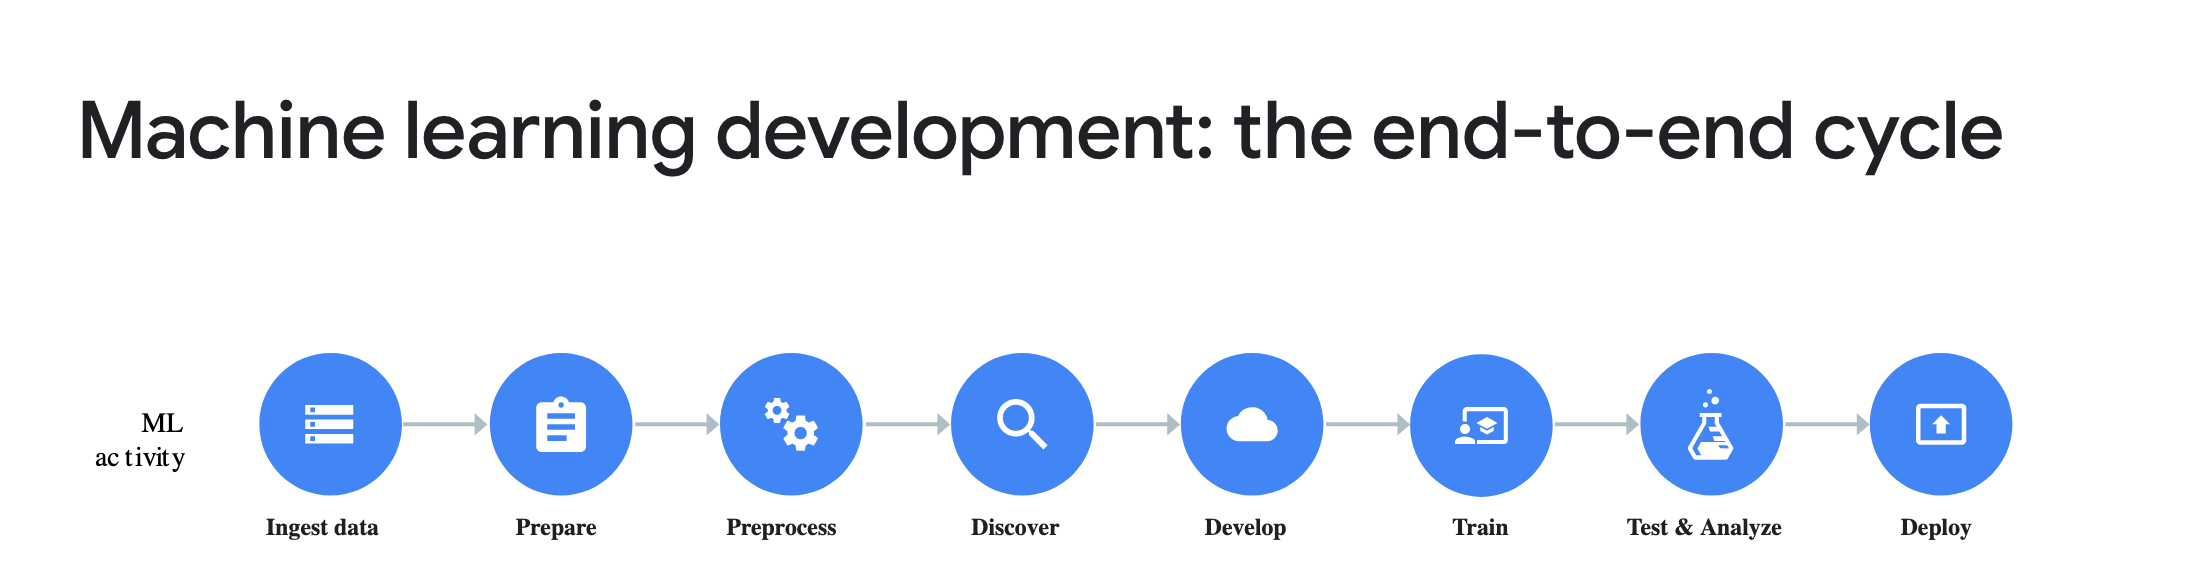 Machine learning development: the end-to-end cycle
ML
activity
Ingest data
Prepare
Preprocess
Discover
Develop
Train
Test & Analyze
Deploy